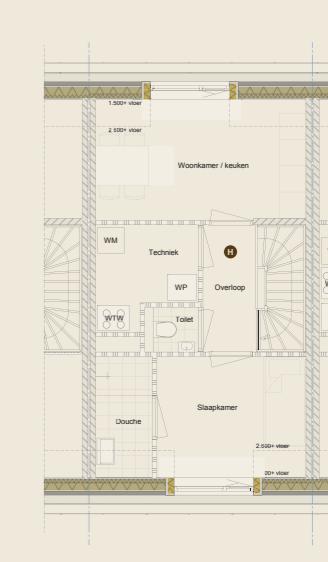 1.500+ vloer
2.600+ vloer
Woonkamer / keuken
WM
Techniek
H
WP
Overloop
WTW
Toilet
Slaapkamer
Douche
2.600+ vloer
00+ vloer